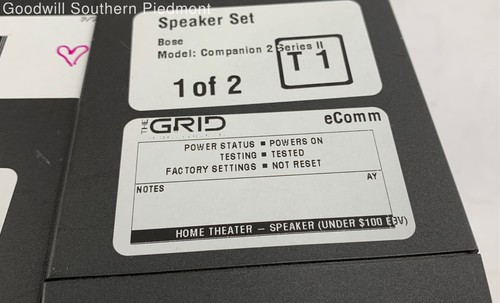 Goodwill Southern Piedmont
Speaker Set
Bose
Model: Companion 2 Series II
T 1
1 of 2
THE GRID
eComm
POWER STATUS ■ POWERS ON
TESTING ■ TESTED
FACTORY SETTINGS ■ NOT RESET
NOTES
AY
HOME THEATER – SPEAKER (UNDER $100 EBV)